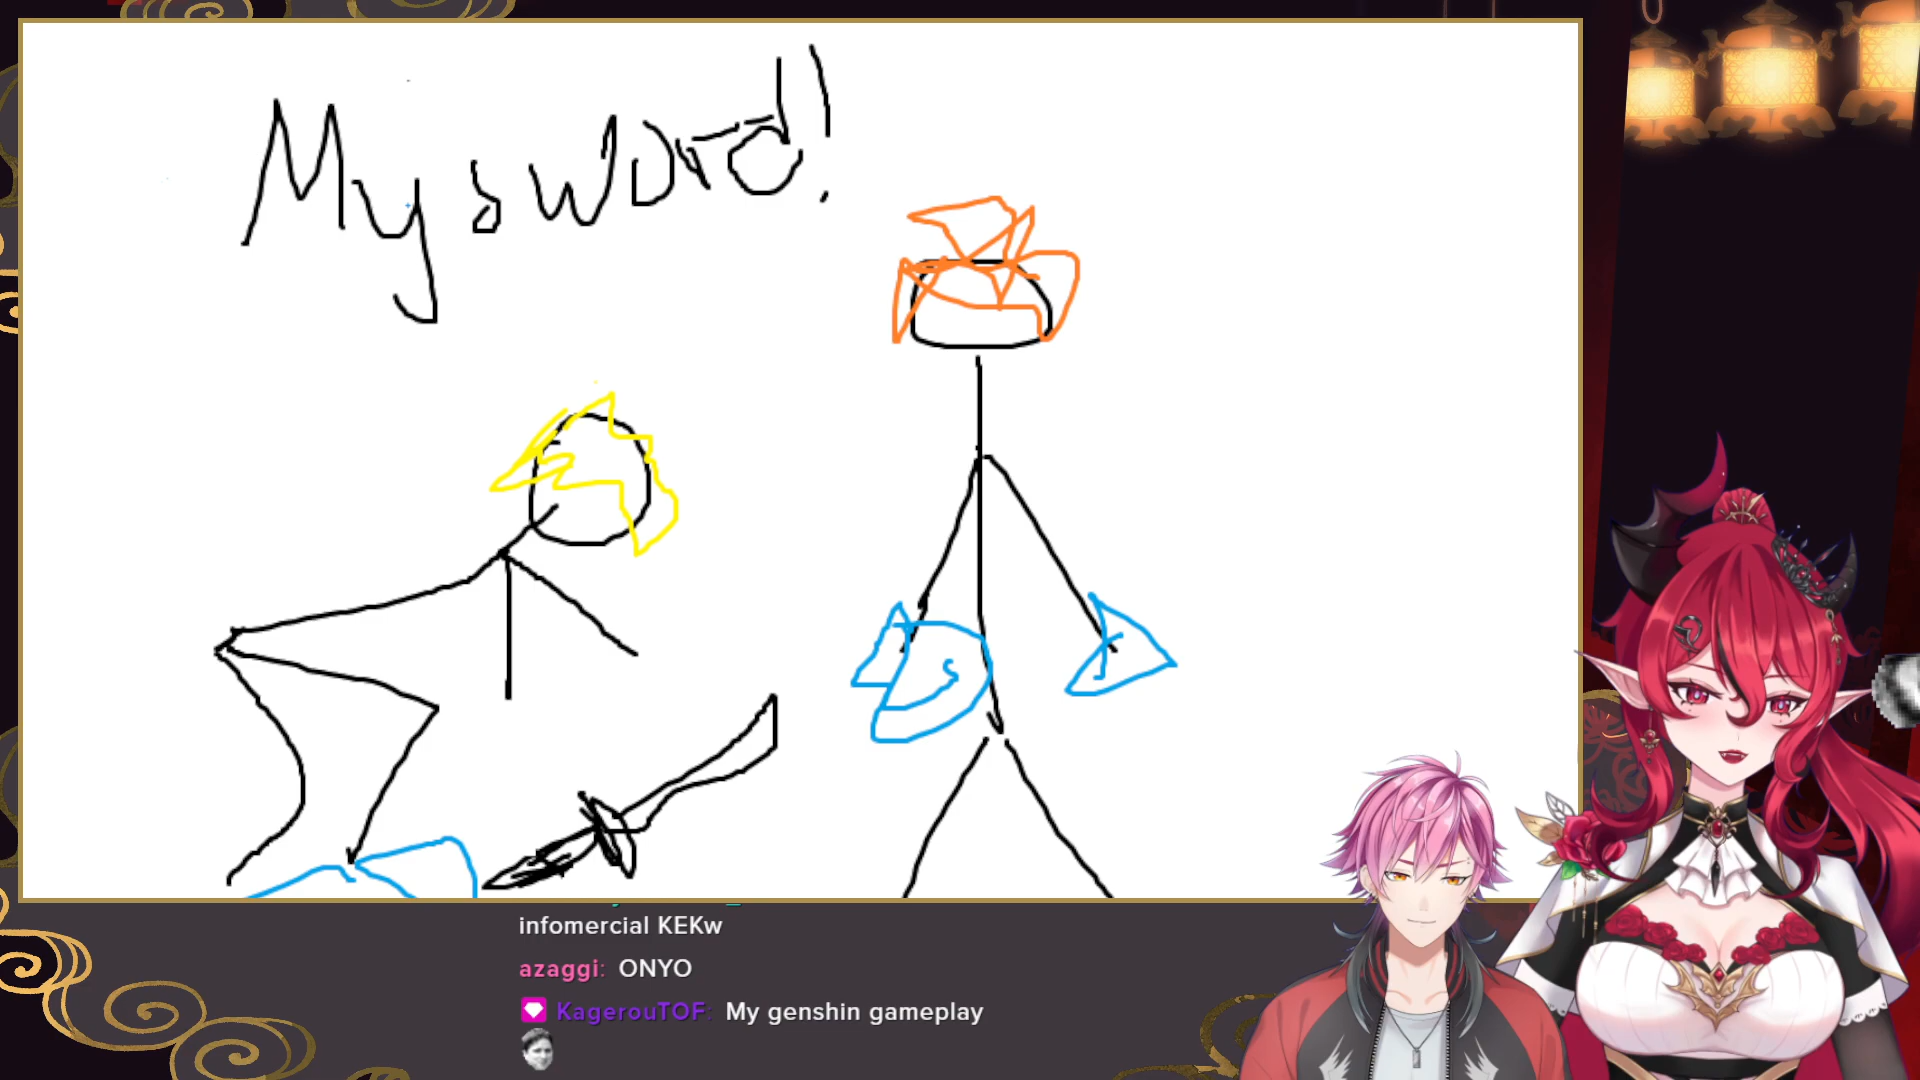 My sword!
infomercial KEKw
azaggi: ONYO
KagerouTOF: My genshin gameplay